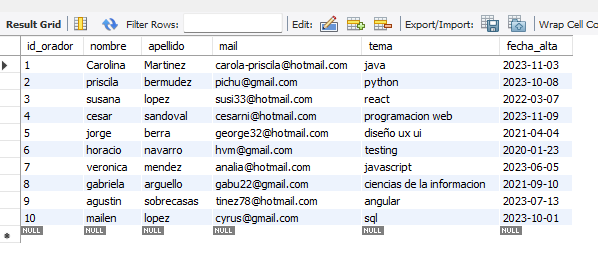 Result Grid Filter Rows: Edit: Export/Import: Wrap Cell Co
id_orador nombre apellido mail tema fecha_alta
1 Carolina Martinez carola-priscila@hotmail.com java 2023-11-03
2 priscila bermudez pichu@gmail.com python 2023-10-08
3 susana lopez susi33@hotmail.com react 2022-03-07
4 cesar sandoval cesarni@hotmail.com programacion web 2023-11-09
5 jorge berra george32@hotmail.com diseño ux ui 2021-04-04
6 horacio navarro hvm@gmail.com testing 2020-01-23
7 veronica mendez analia@hotmail.com javascript 2023-06-05
8 gabriela arguello gabu22@gmail.com ciencias de la informacion 2021-09-10
9 agustin sobrecasas tinez78@hotmail.com angular 2023-07-13
10 mailen lopez cyrus@gmail.com sql 2023-10-01
NULL NULL NULL NULL NULL NULL